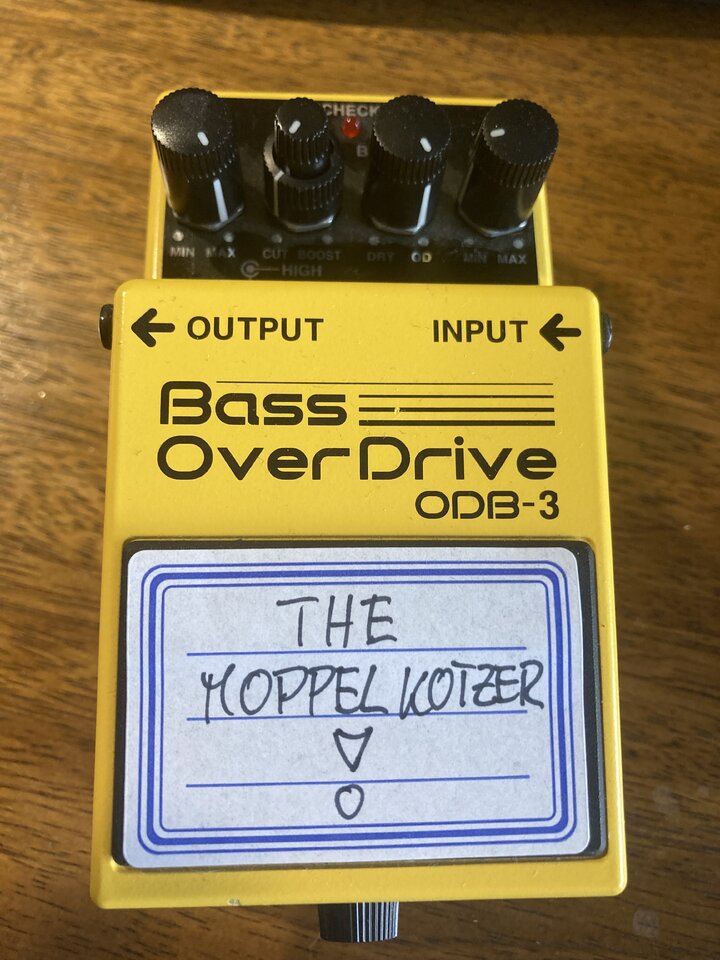 CHECK
MIN MAX CUT BOOST DRY OD MIN MAX
HIGH
OUTPUT INPUT
Bass
OverDrive
ODB-3
THE
MOPPELKOTZER